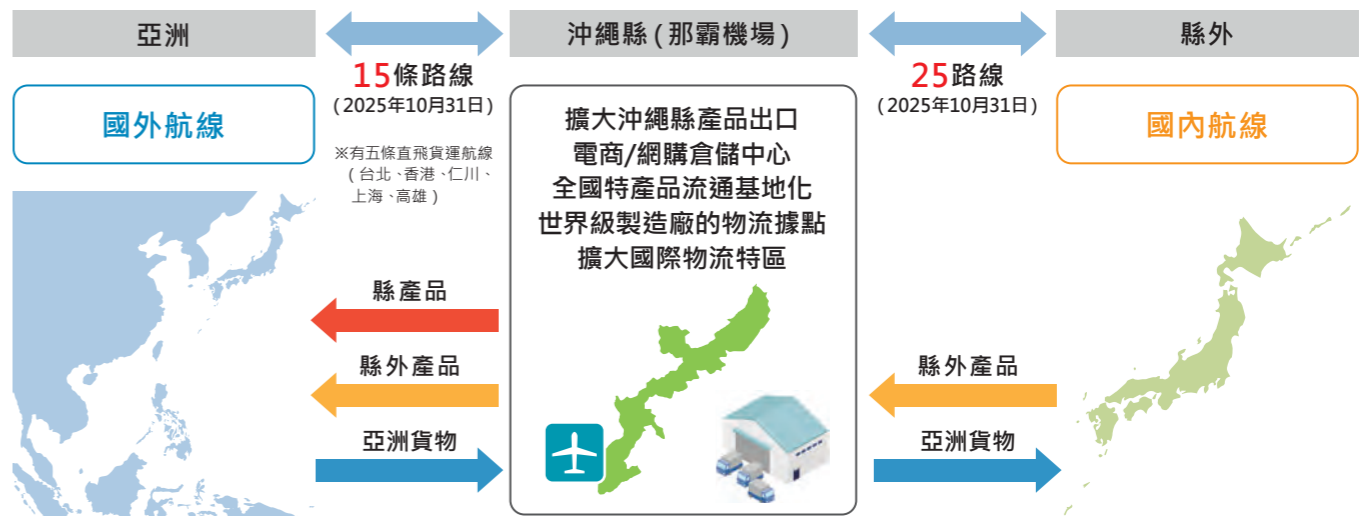 亞洲
沖繩縣(那霸機場)
縣外
15條路線
(2025年10月31日)
25路線
(2025年10月31日)
國外航線
※有五條直飛貨運航線
(台北、香港、仁川、
上海、高雄)
擴大沖繩縣產品出口
電商/網購倉儲中心
全國特產品流通基地化
世界級製造廠的物流據點
擴大國際物流特區
國內航線
縣產品
縣外產品
亞洲貨物
縣外產品
亞洲貨物